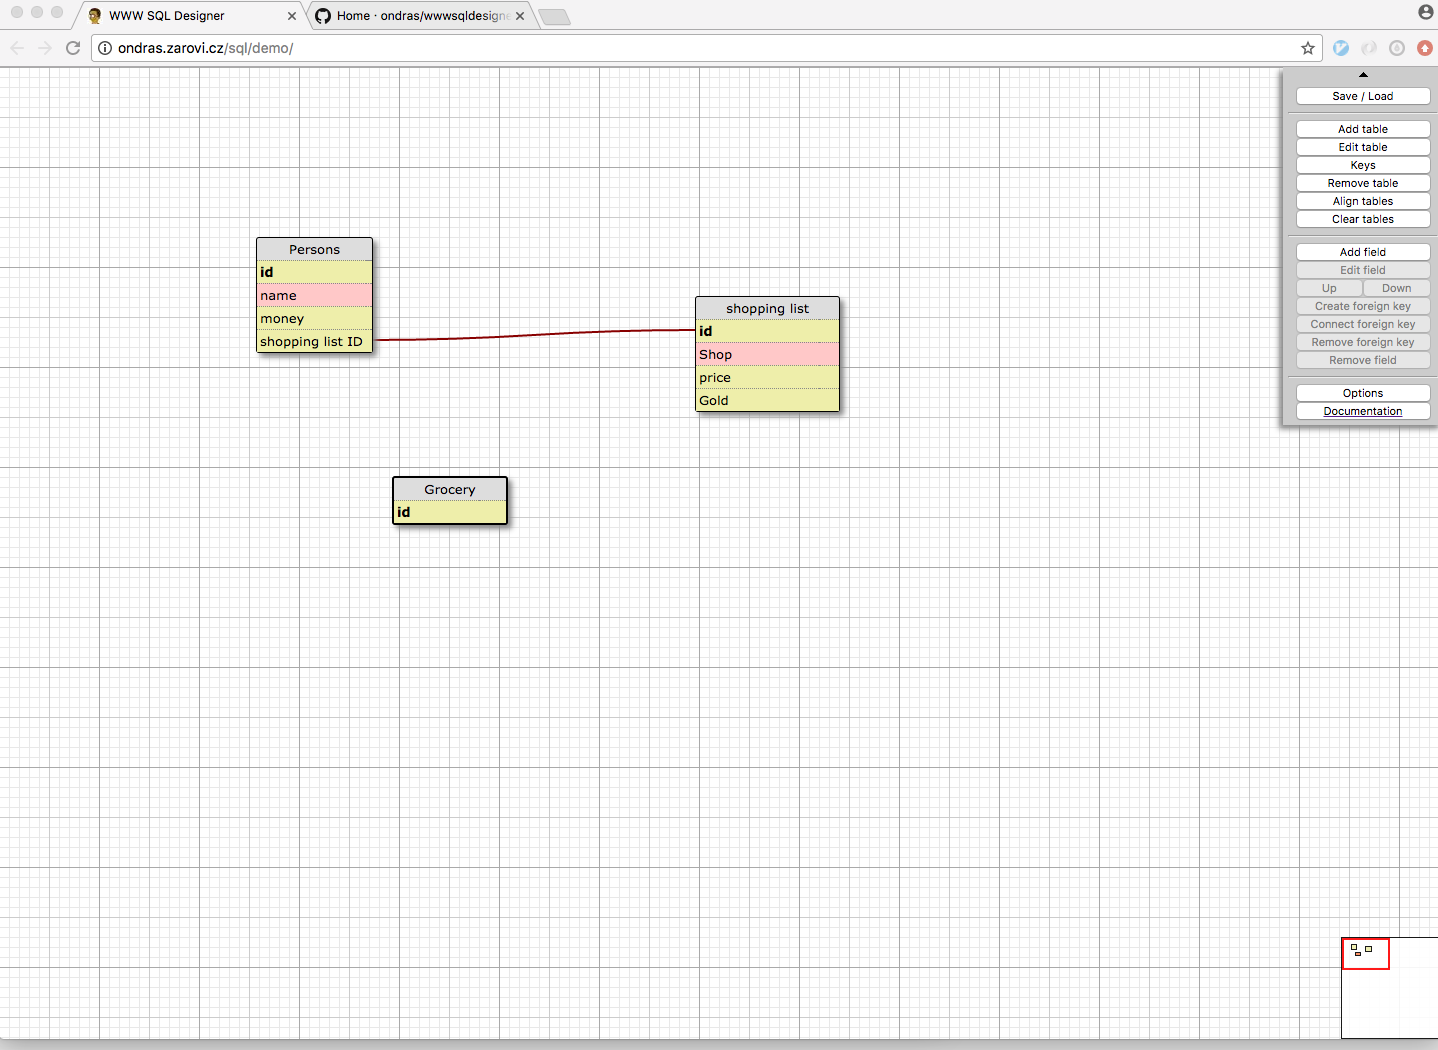 WWW SQL Designer
Home · ondras/wwwsqldesigne
ondras.zarovi.cz/sql/demo/
Save / Load
Add table
Edit table
Keys
Remove table
Align tables
Clear tables
Add field
Edit field
Up Down
Create foreign key
Connect foreign key
Remove foreign key
Remove field
Options
Documentation
Persons
id
name
money
shopping list ID
shopping list
id
Shop
price
Gold
Grocery
id